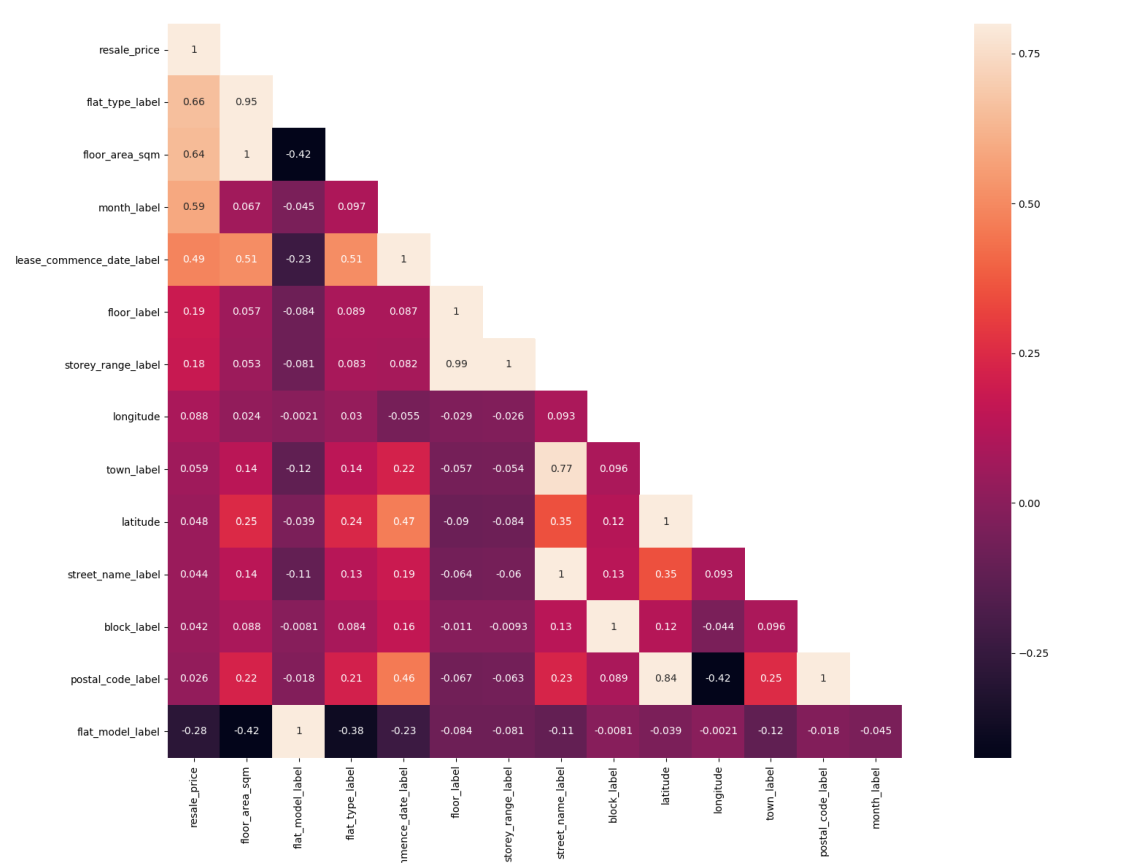 resale_price 1
flat_type_label 0.66 0.95
floor_area_sqm 0.64 1 -0.42
month_label 0.59 0.067 -0.045 0.097
lease_commence_date_label 0.49 0.51 -0.23 0.51 1
floor_label 0.19 0.057 -0.084 0.089 0.087 1
storey_range_label 0.18 0.053 -0.081 0.083 0.082 0.99 1
longitude 0.088 0.024 -0.0021 0.03 -0.055 -0.029 -0.026 0.093
town_label 0.059 0.14 -0.12 0.14 0.22 -0.057 -0.054 0.77 0.096
latitude 0.048 0.25 -0.039 0.24 0.47 -0.09 -0.084 0.35 0.12 1
street_name_label 0.044 0.14 -0.11 0.13 0.19 -0.064 -0.06 1 0.13 0.35 0.093
block_label 0.042 0.088 -0.0081 0.084 0.16 -0.011 -0.0093 0.13 1 0.12 -0.044 0.096
postal_code_label 0.026 0.22 -0.018 0.21 0.46 -0.067 -0.063 0.23 0.089 0.84 -0.42 0.25 1
flat_model_label -0.28 -0.42 1 -0.38 -0.23 -0.084 -0.081 -0.11 -0.0081 -0.039 -0.0021 -0.12 -0.018 -0.045
resale_price
floor_area_sqm
flat_model_label
flat_type_label
mmence_date_label
floor_label
storey_range_label
street_name_label
block_label
latitude
longitude
town_label
postal_code_label
month_label
0.75
0.50
0.25
0.00
−0.25